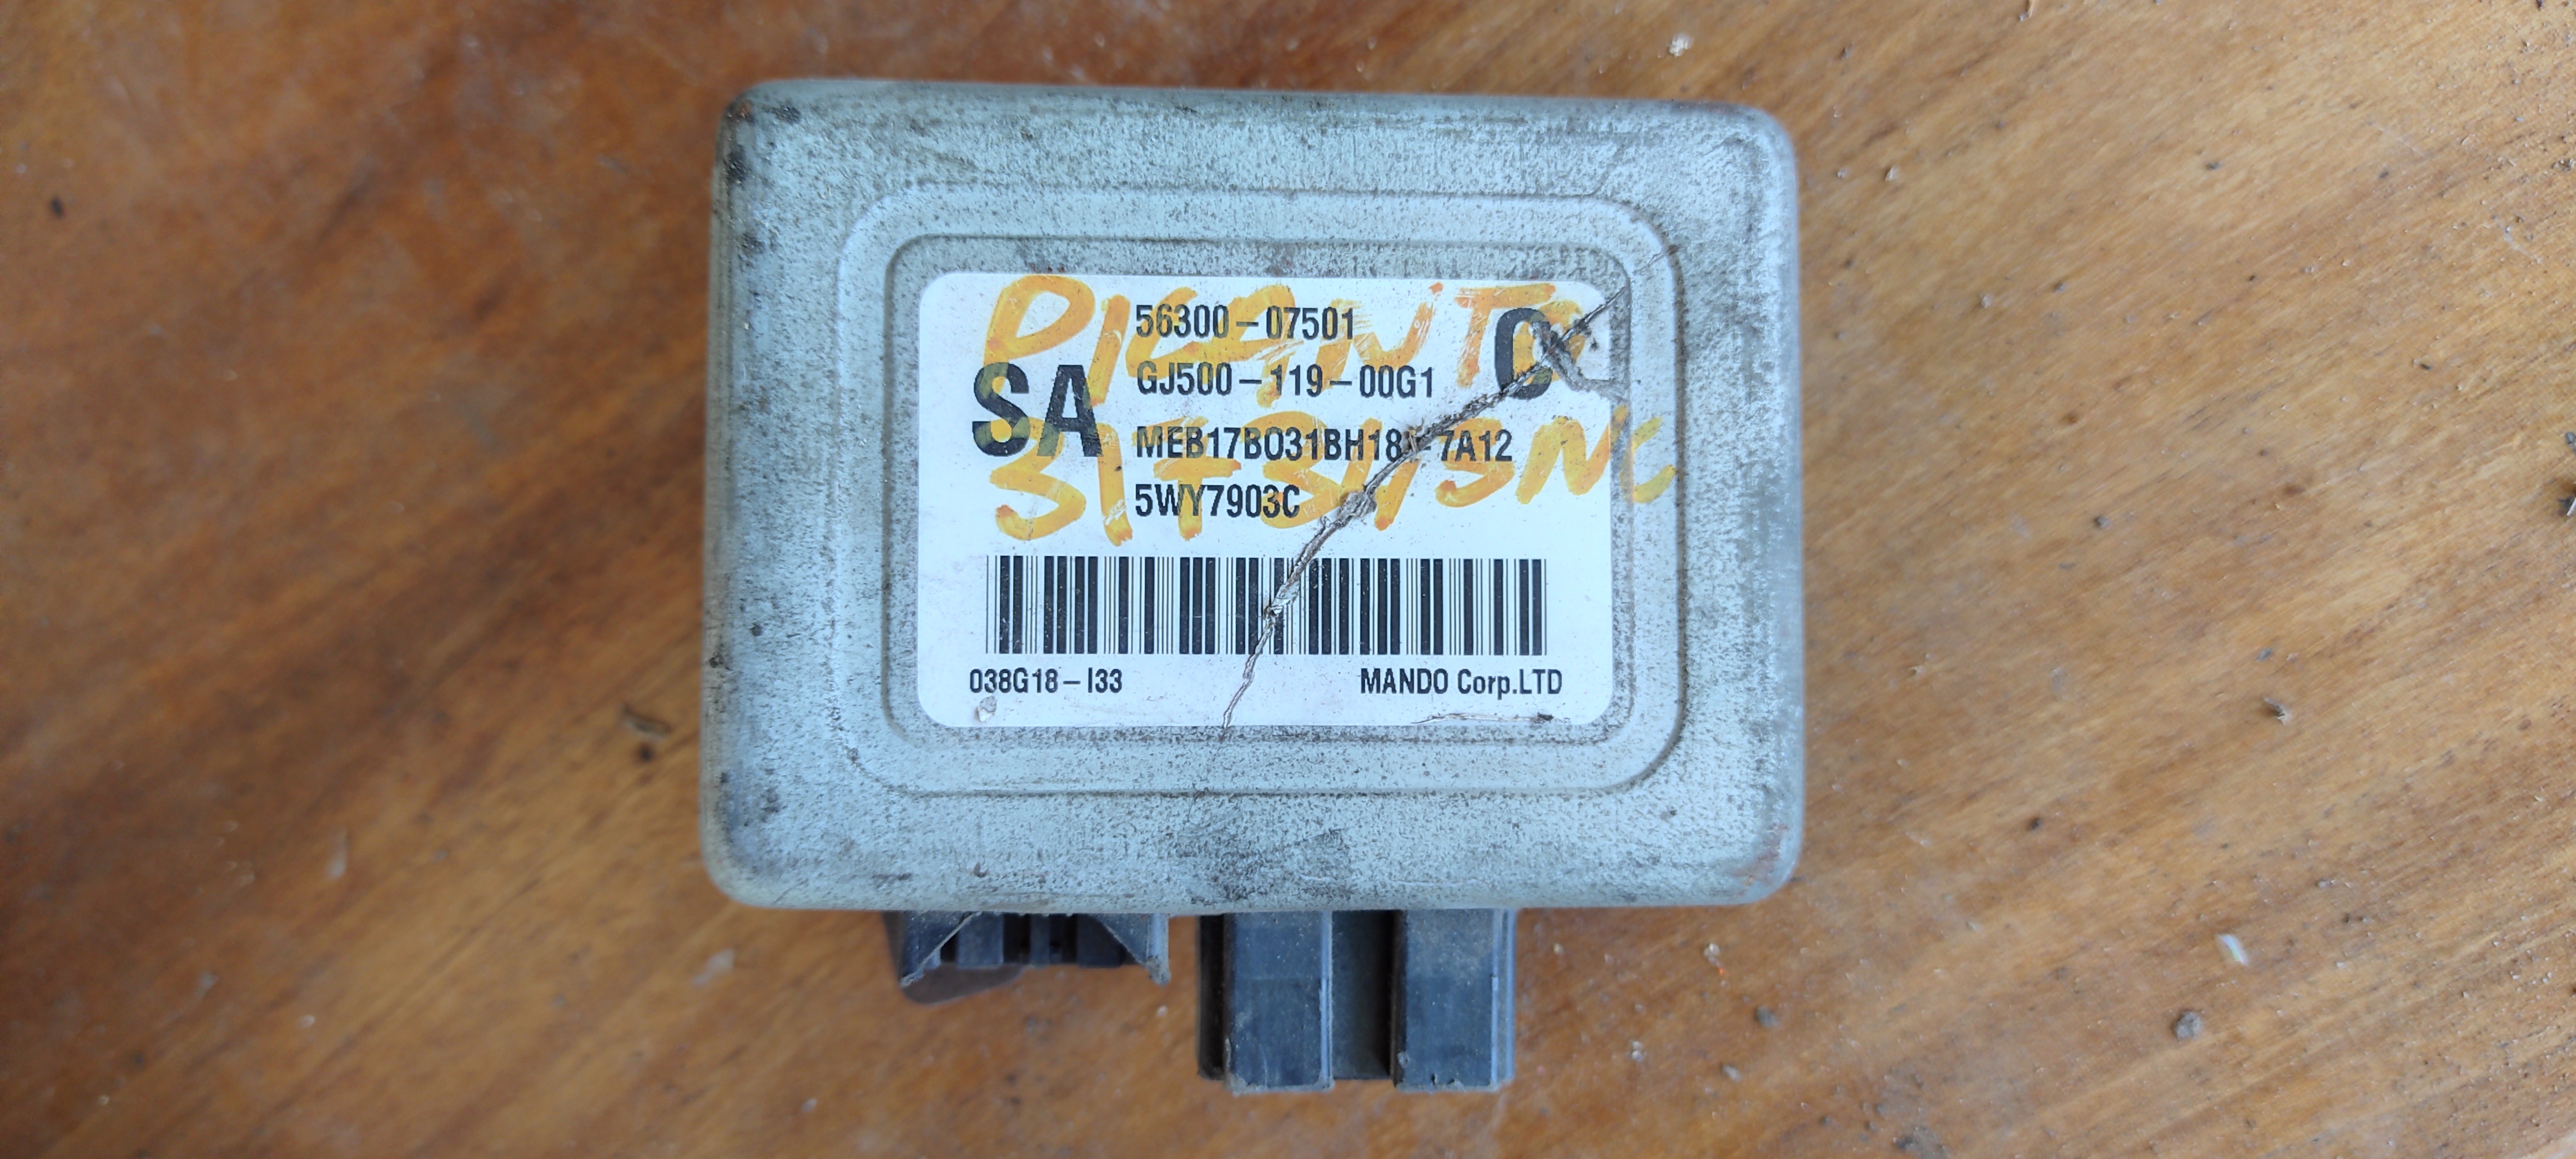 PICANTO
56300-07501
SA
GJ500-119-00G1
MEB17B031BH18
7A12
5WY7903C
038G18-I33
MANDO Corp.LTD